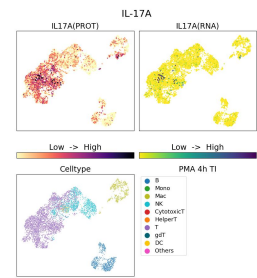 IL-17A
IL17A(PROT) IL17A(RNA)
Low -> High Low -> High
Celltype PMA 4h TI
B
Mono
Mac
NK
CytotoxicT
HelperT
T
gdT
DC
Others